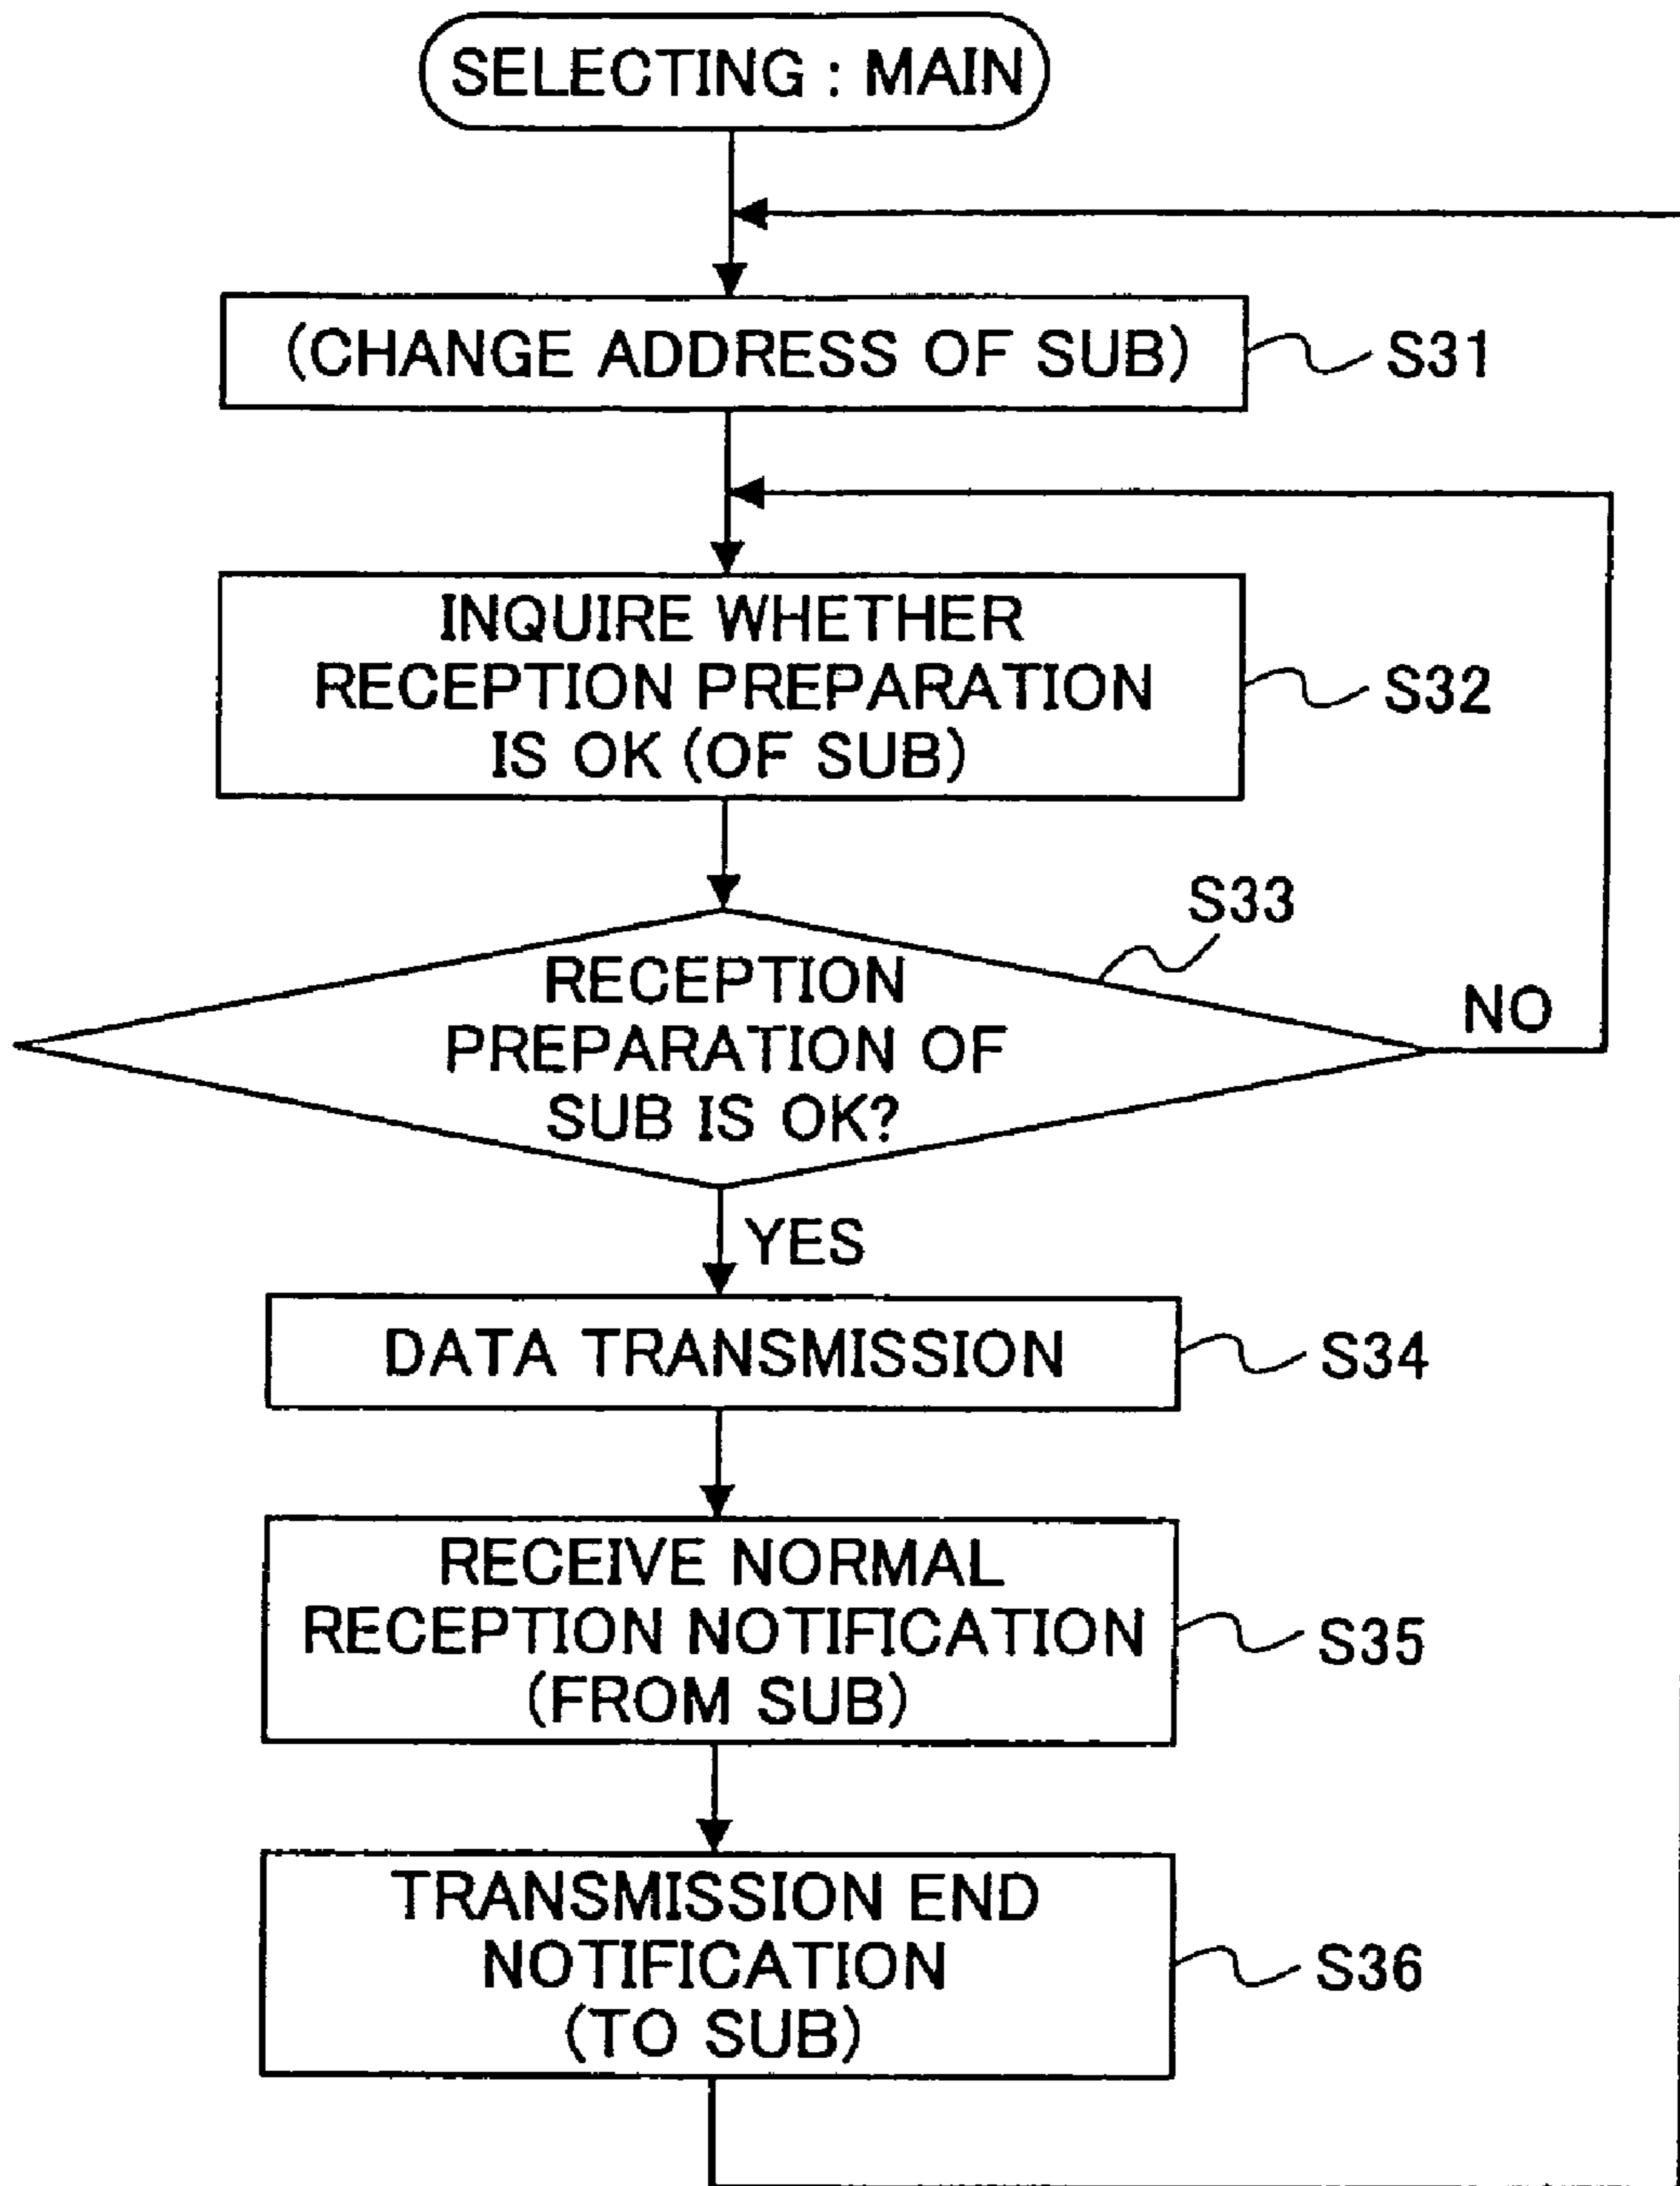 SELECTING : MAIN
(CHANGE ADDRESS OF SUB)
S31
INQUIRE WHETHER
RECEPTION PREPARATION
IS OK (OF SUB)
S32
S33
RECEPTION
PREPARATION OF
SUB IS OK?
NO
YES
DATA TRANSMISSION
S34
RECEIVE NORMAL
RECEPTION NOTIFICATION
(FROM SUB)
S35
TRANSMISSION END
NOTIFICATION
(TO SUB)
S36